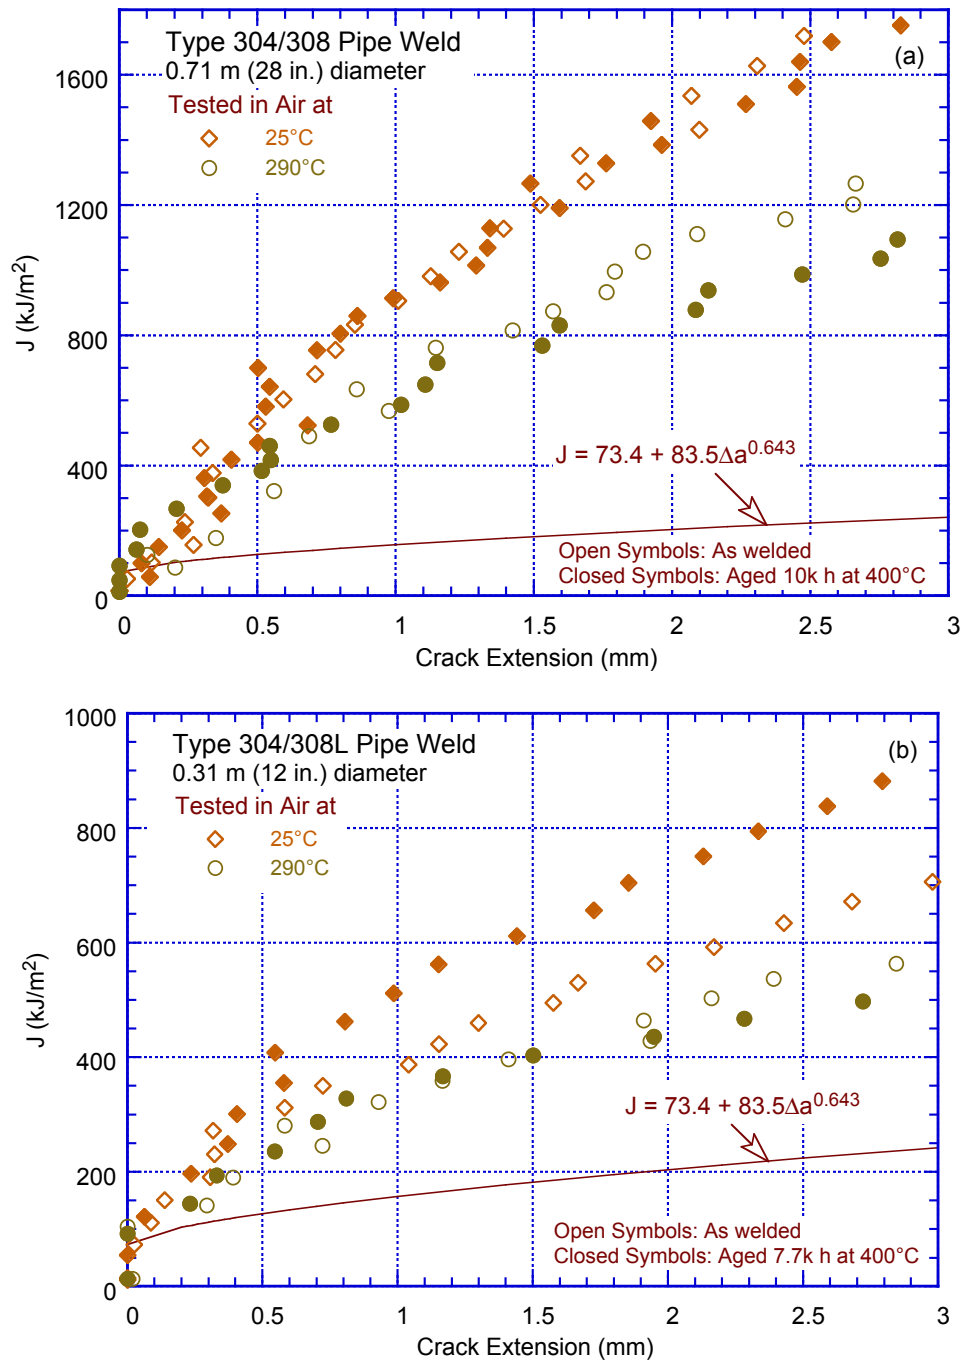 Type 304/308 Pipe Weld
0.71 m (28 in.) diameter
(a)
Tested in Air at
25°C
290°C
1600
1200
800
400
0
J (kJ/m²)
J = 73.4 + 83.5Δa^0.643
Open Symbols: As welded
Closed Symbols: Aged 10k h at 400°C
0 0.5 1 1.5 2 2.5 3
Crack Extension (mm)
Type 304/308L Pipe Weld
0.31 m (12 in.) diameter
(b)
Tested in Air at
25°C
290°C
1000
800
600
400
200
0
J (kJ/m²)
J = 73.4 + 83.5Δa^0.643
Open Symbols: As welded
Closed Symbols: Aged 7.7k h at 400°C
0 0.5 1 1.5 2 2.5 3
Crack Extension (mm)